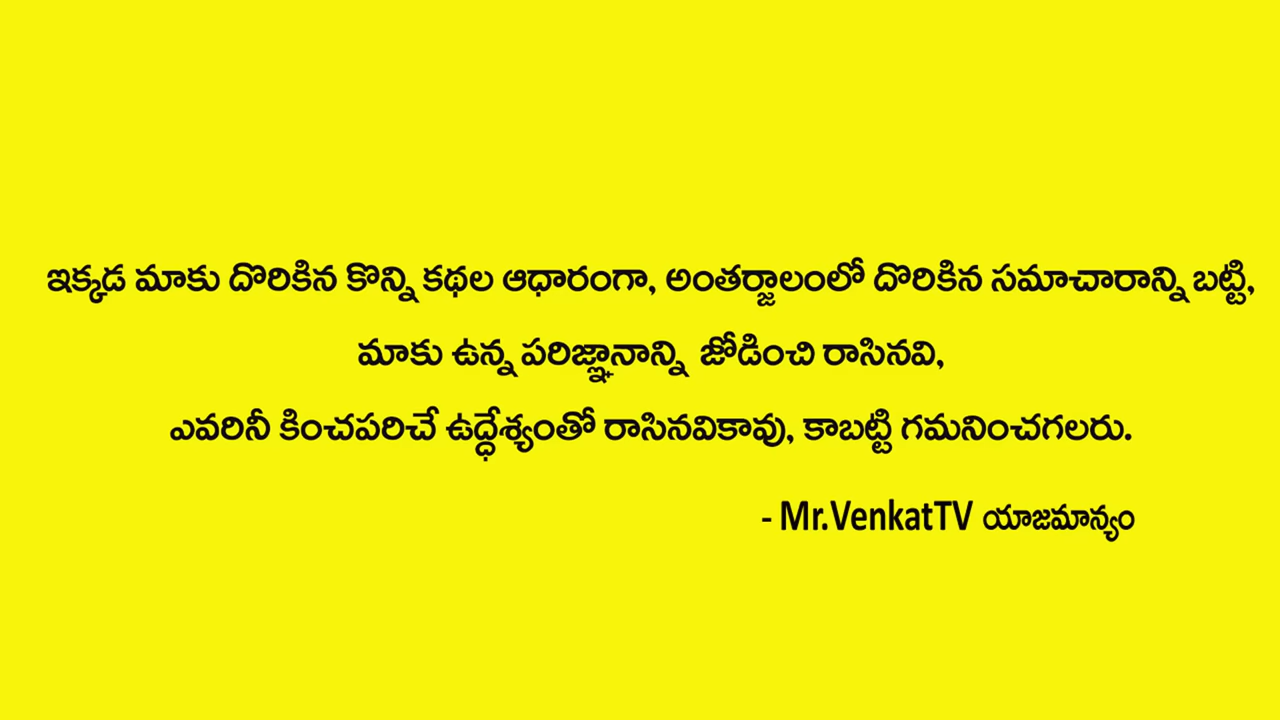 ఇక్కడ మాకు దొరికిన కొన్ని కథల ఆధారంగా, అంతర్జాలంలో దొరికిన సమాచారాన్ని బట్టి,
మాకు ఉన్న పరిజ్ఞానాన్ని జోడించి రాసినవి,
ఎవరినీ కించపరిచే ఉద్ధేశ్యంతో రాసినవికావు, కాబట్టి గమనించగలరు.
- Mr.VenkatTV యాజమాన్యం